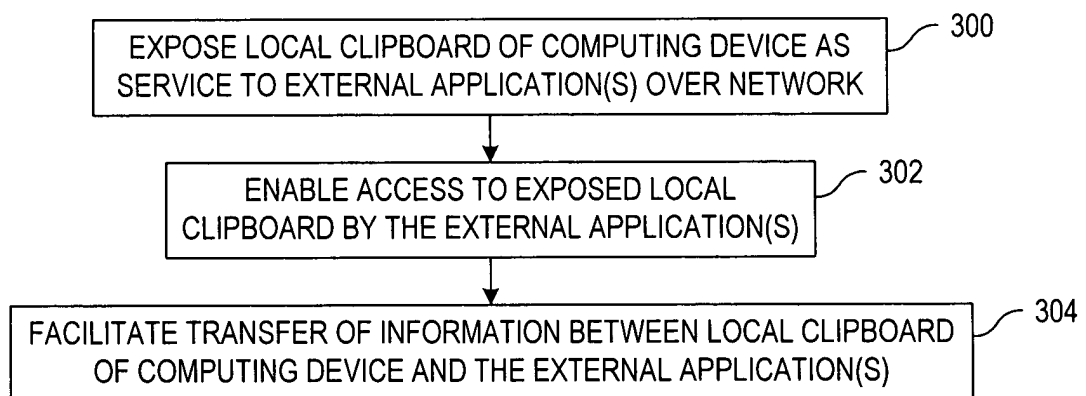 EXPOSE LOCAL CLIPBOARD OF COMPUTING DEVICE AS
SERVICE TO EXTERNAL APPLICATION(S) OVER NETWORK
300
ENABLE ACCESS TO EXPOSED LOCAL
CLIPBOARD BY THE EXTERNAL APPLICATION(S)
302
FACILITATE TRANSFER OF INFORMATION BETWEEN LOCAL CLIPBOARD
OF COMPUTING DEVICE AND THE EXTERNAL APPLICATION(S)
304